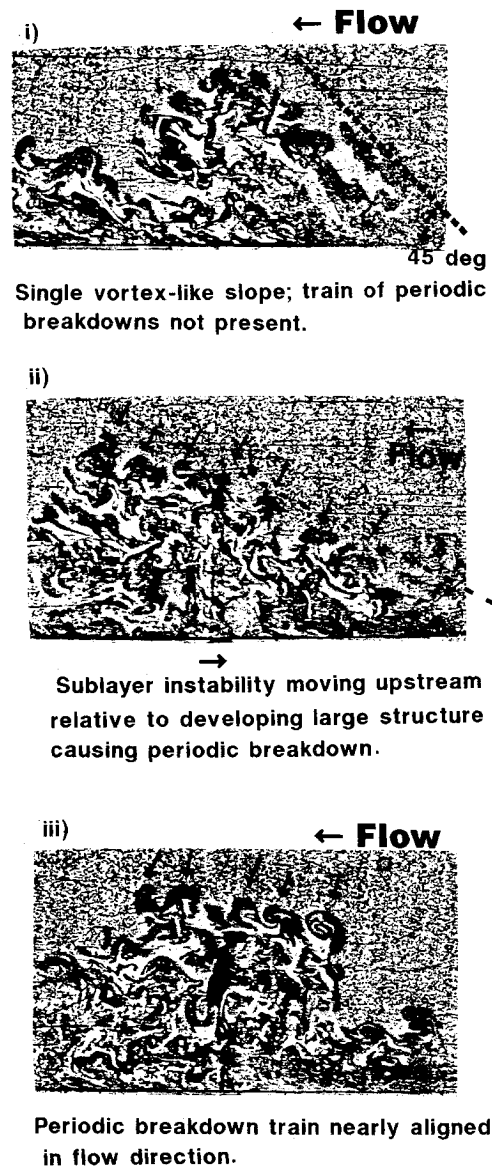 i)
← Flow
45 deg
Single vortex-like slope; train of periodic
breakdowns not present.
ii)
←
Flow
→
Sublayer instability moving upstream
relative to developing large structure
causing periodic breakdown.
iii)
← Flow
Periodic breakdown train nearly aligned
in flow direction.